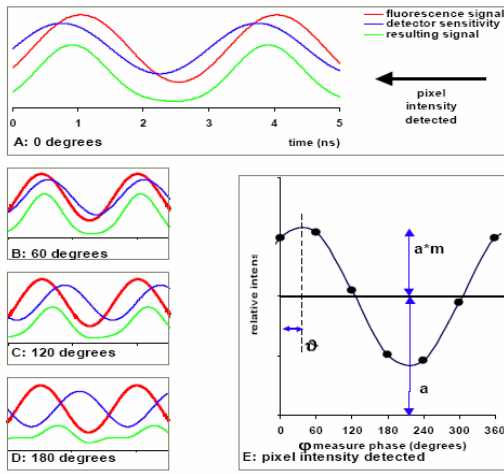 fluorescence signal
detector sensitivity
resulting signal
pixel
intensity
detected
0 1 2 3 4 5
A: 0 degrees time (ns)
B: 60 degrees
C: 120 degrees
D: 180 degrees
relative intens
a*m
a
ϑ
0 60 120 180 240 300 360
φ measure phase (degrees)
E: pixel intensity detected